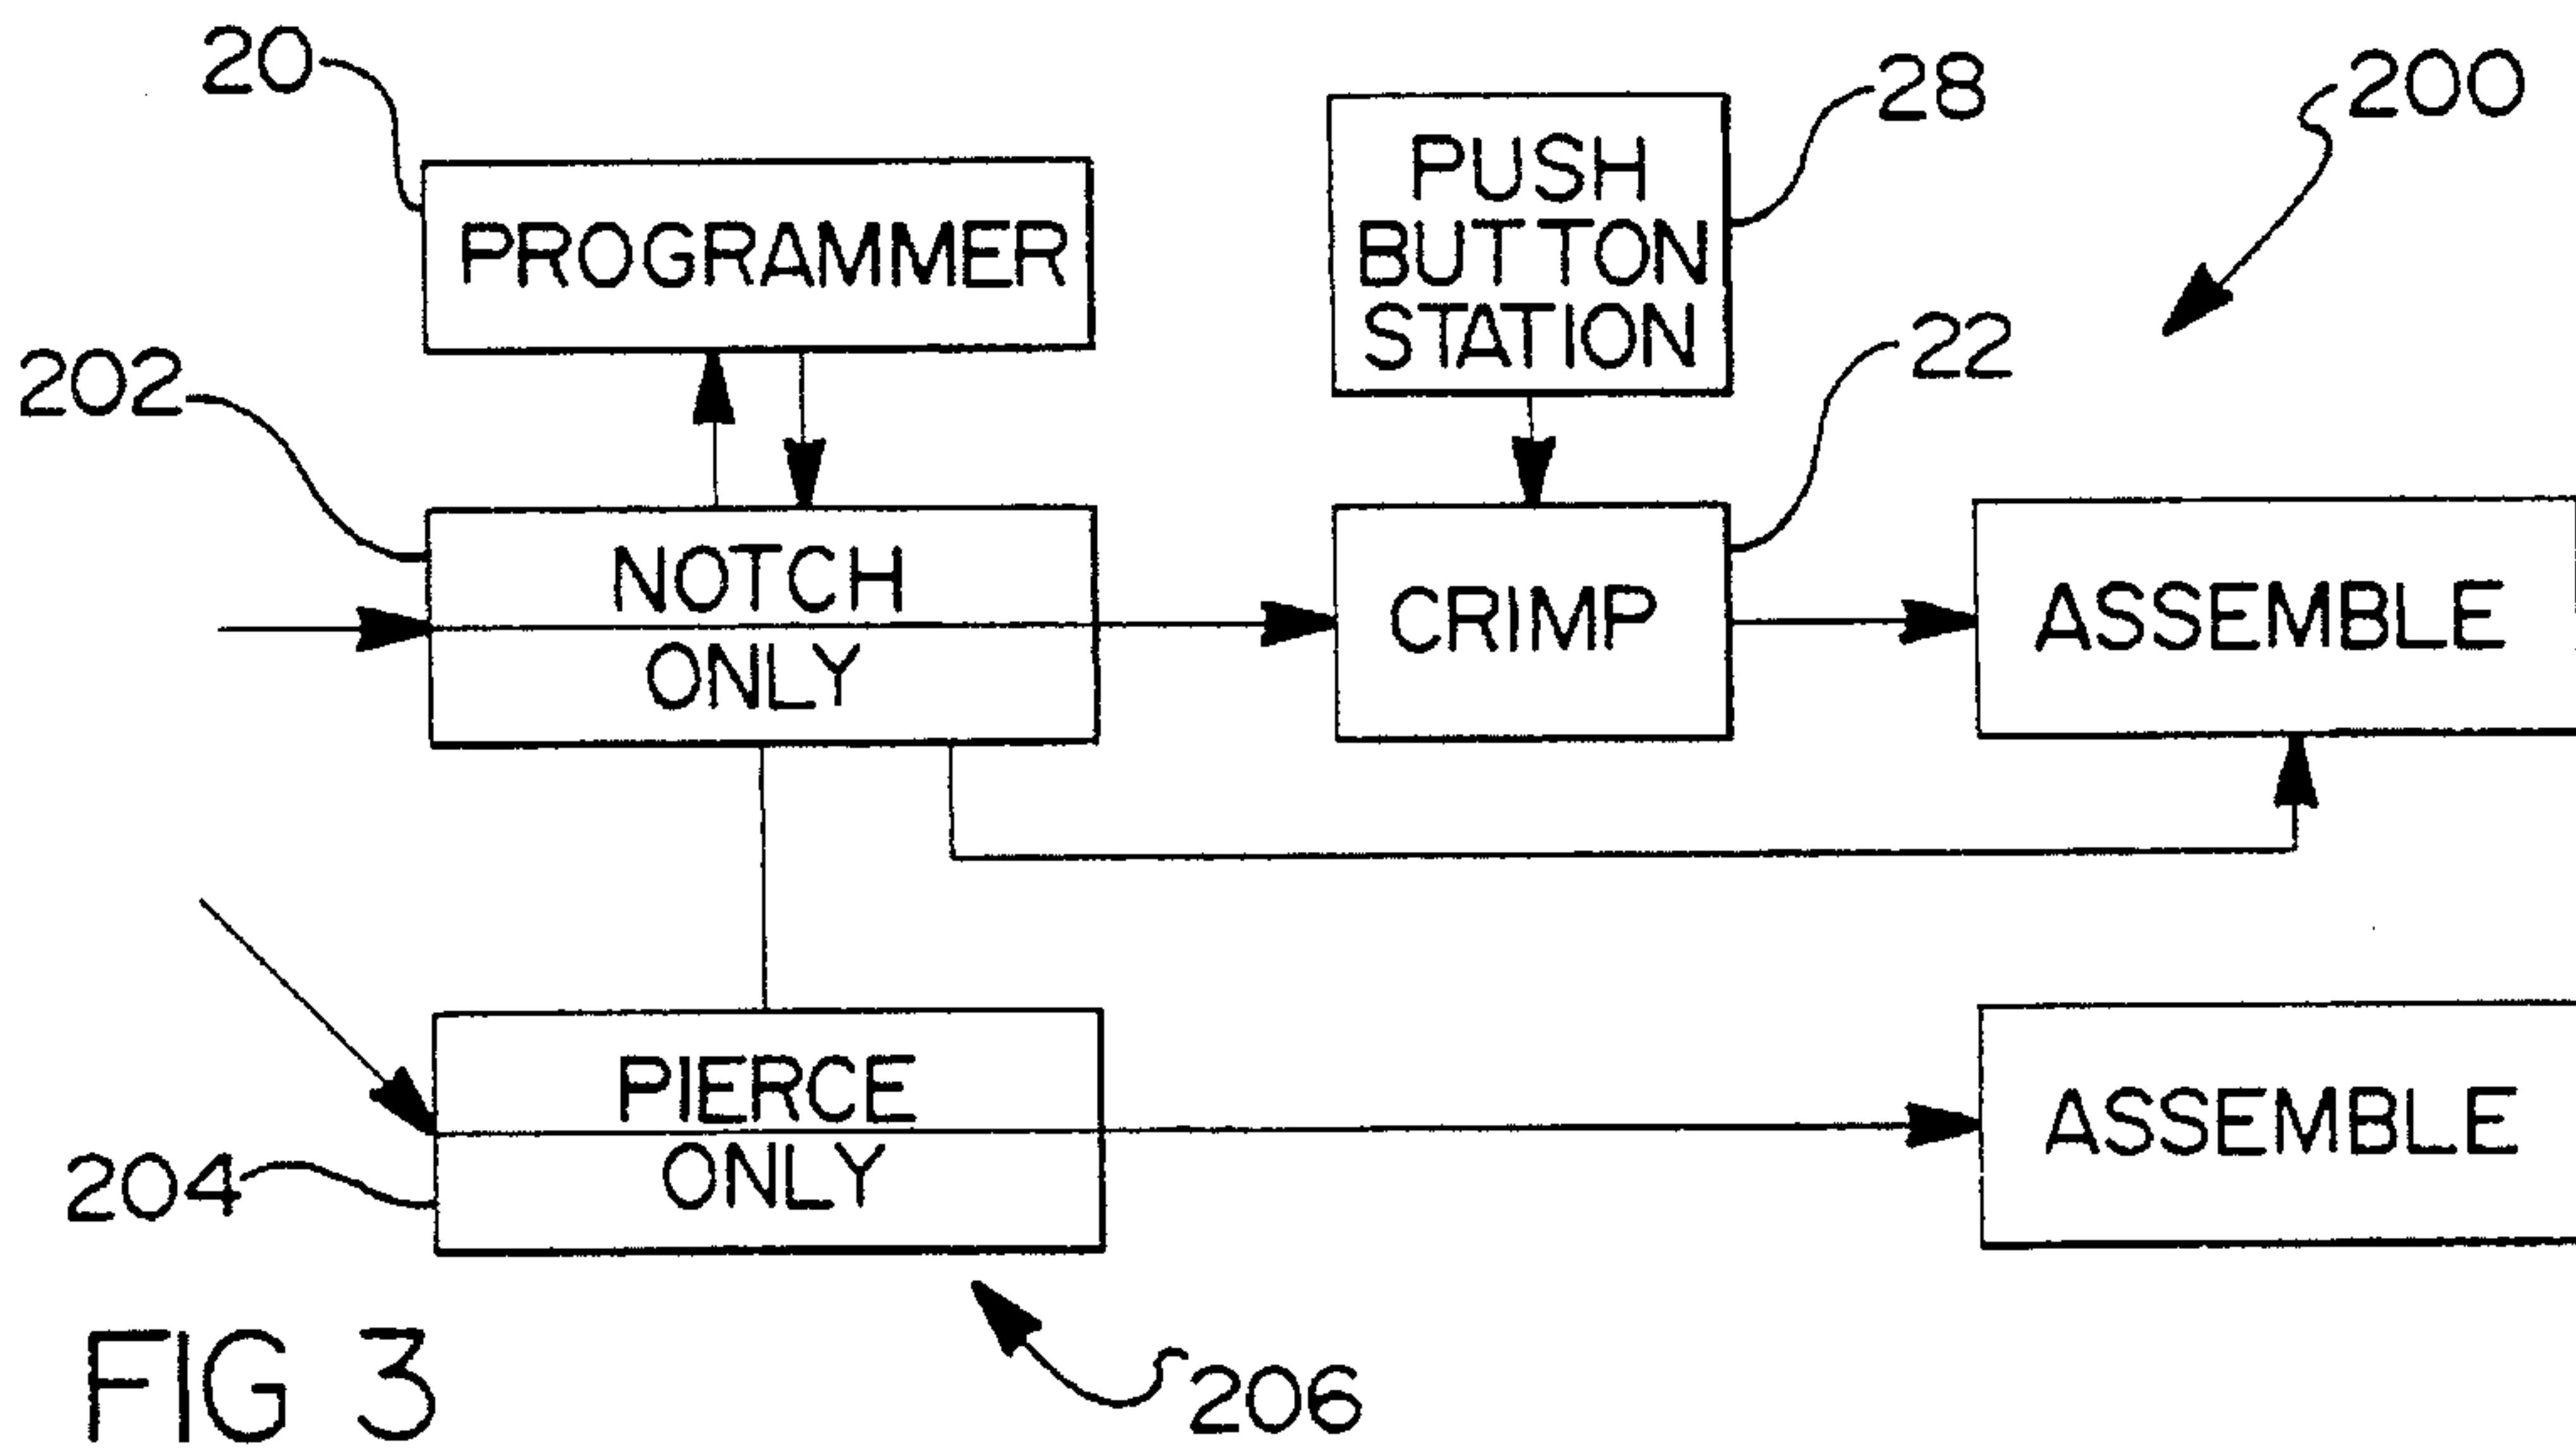 20
28
200
PROGRAMMER
PUSH
BUTTON
STATION
202
22
NOTCH
ONLY
CRIMP
ASSEMBLE
PIERCE
ONLY
ASSEMBLE
204
206
FIG 3